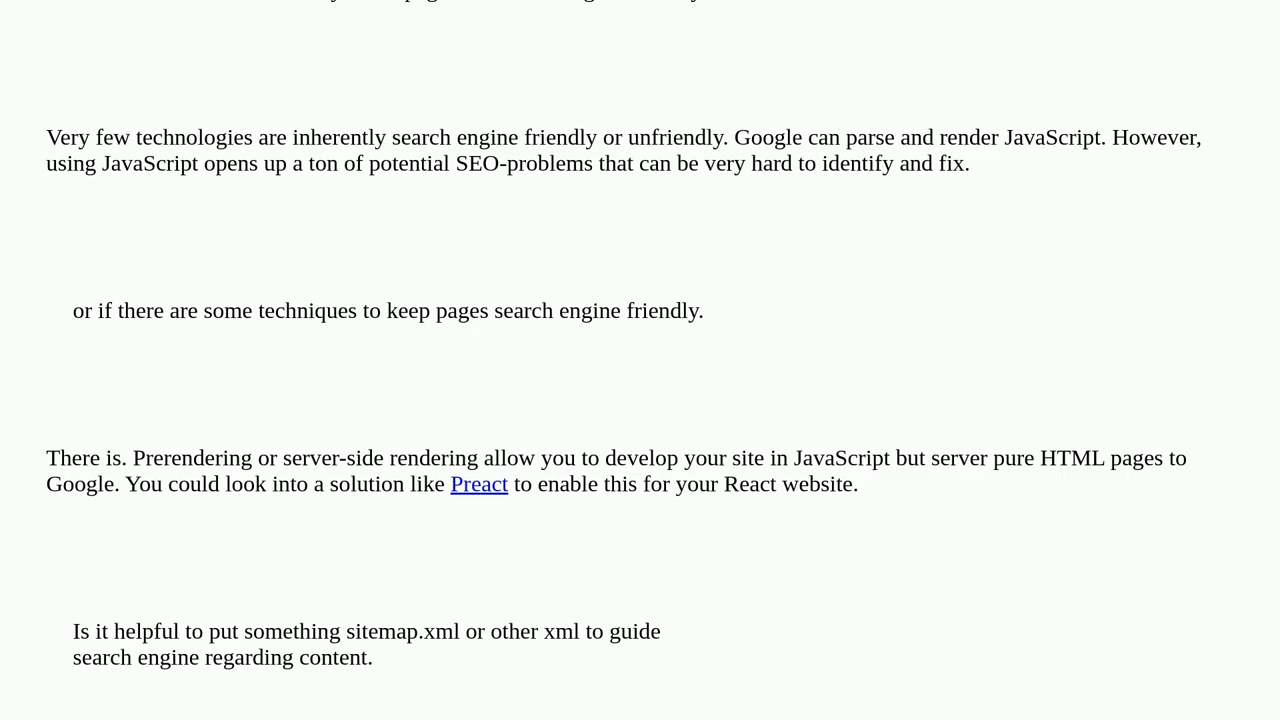 Very few technologies are inherently search engine friendly or unfriendly. Google can parse and render JavaScript. However,
using JavaScript opens up a ton of potential SEO-problems that can be very hard to identify and fix.
or if there are some techniques to keep pages search engine friendly.
There is. Prerendering or server-side rendering allow you to develop your site in JavaScript but server pure HTML pages to
Google. You could look into a solution like Preact to enable this for your React website.
Is it helpful to put something sitemap.xml or other xml to guide
search engine regarding content.